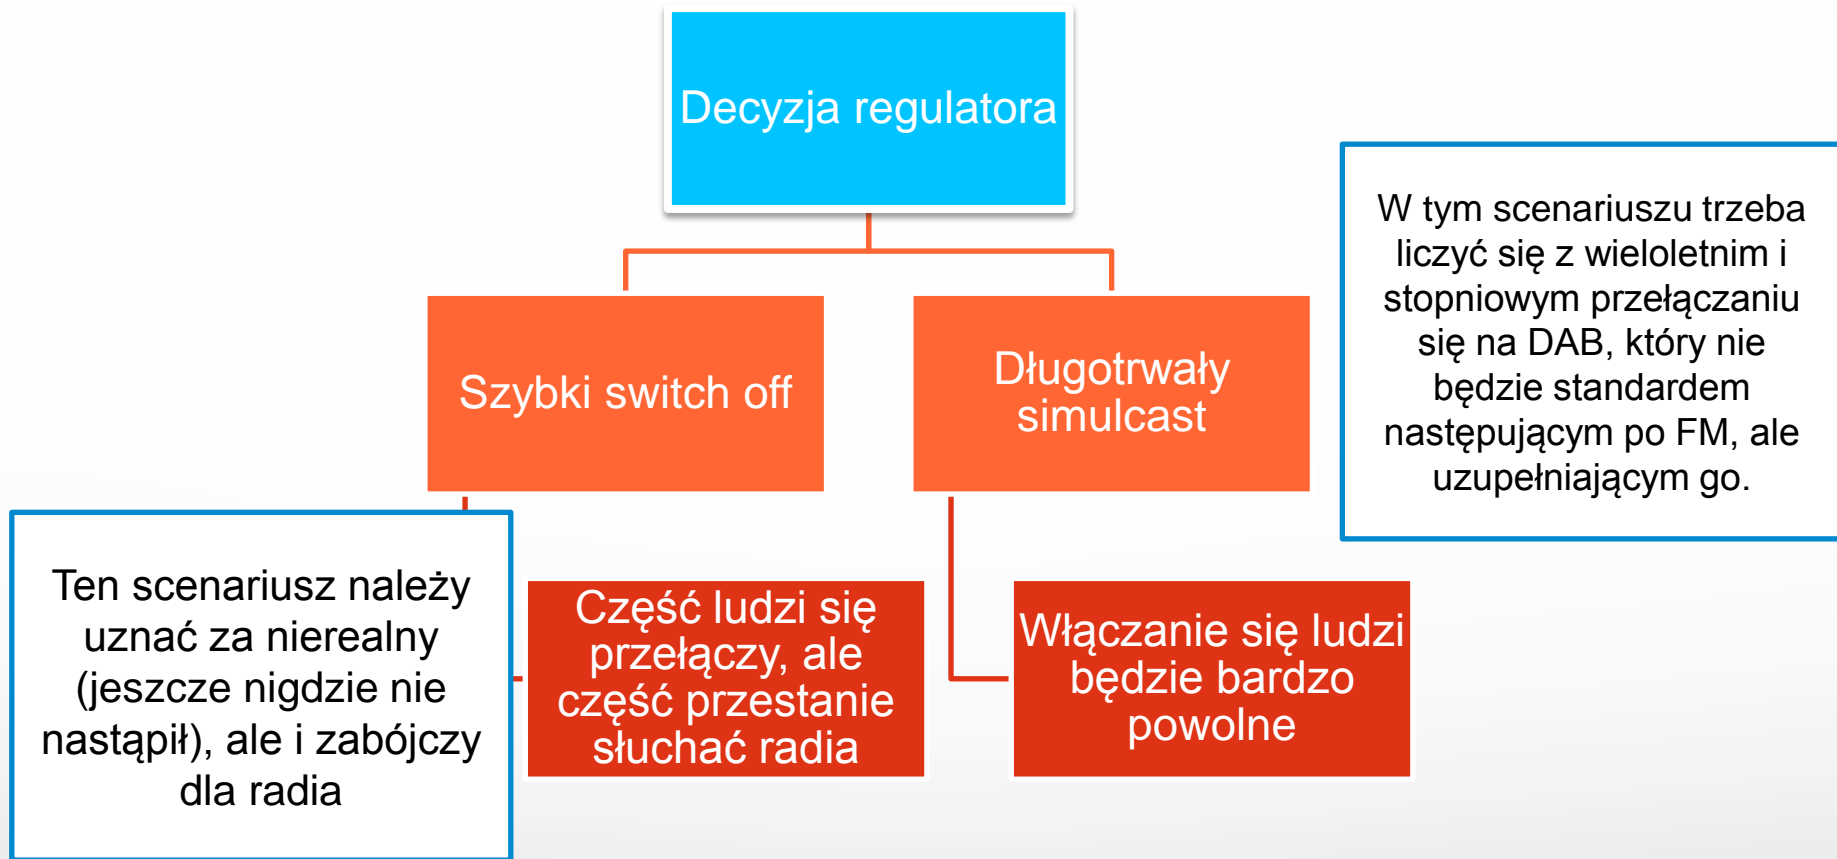 Decyzja regulatora
Szybki switch off
Długotrwały
simulcast
W tym scenariuszu trzeba
liczyć się z wieloletnim i
stopniowym przełączaniu
się na DAB, który nie
będzie standardem
następującym po FM, ale
uzupełniającym go.
Ten scenariusz należy
uznać za nierealny
(jeszcze nigdzie nie
nastąpił), ale i zabójczy
dla radia
Część ludzi się
przełączy, ale
część przestanie
słuchać radia
Włączanie się ludzi
będzie bardzo
powolne